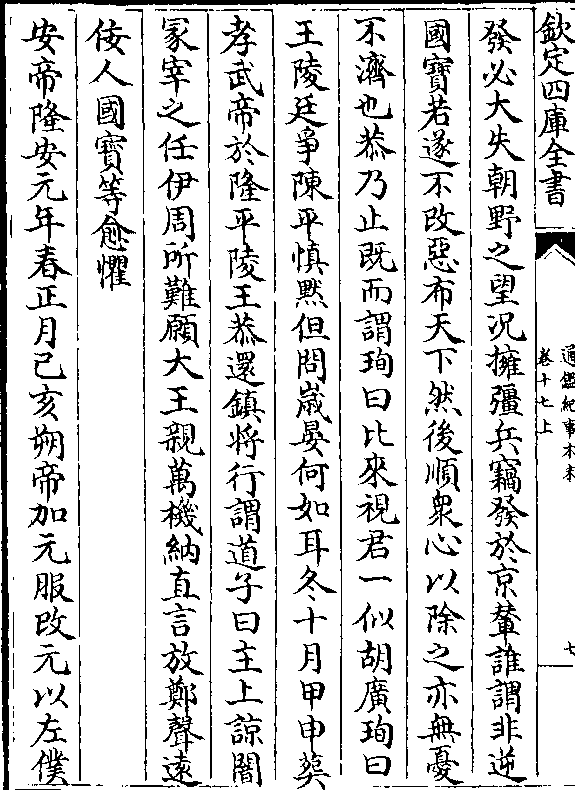 欽定四庫全書
通鑑紀事本末
卷十七上
七
發必大失朝野之望况擁彊兵竊發於京輦誰謂非逆
國寳若遂不改惡布天下然後順衆心以除之亦無憂
不濟也恭乃止既而謂珣曰比來視君一似胡廣珣曰
王陵廷爭陳平慎黙但問嵗晏何如耳冬十月甲申葬
孝武帝於隆平陵王恭還鎮将行謂道子曰主上諒闇
冢宰之任伊周所難願大王親萬機納直言放鄭聲遠
佞人國寳等愈懼
安帝隆安元年春正月己亥朔帝加元服改元以左僕